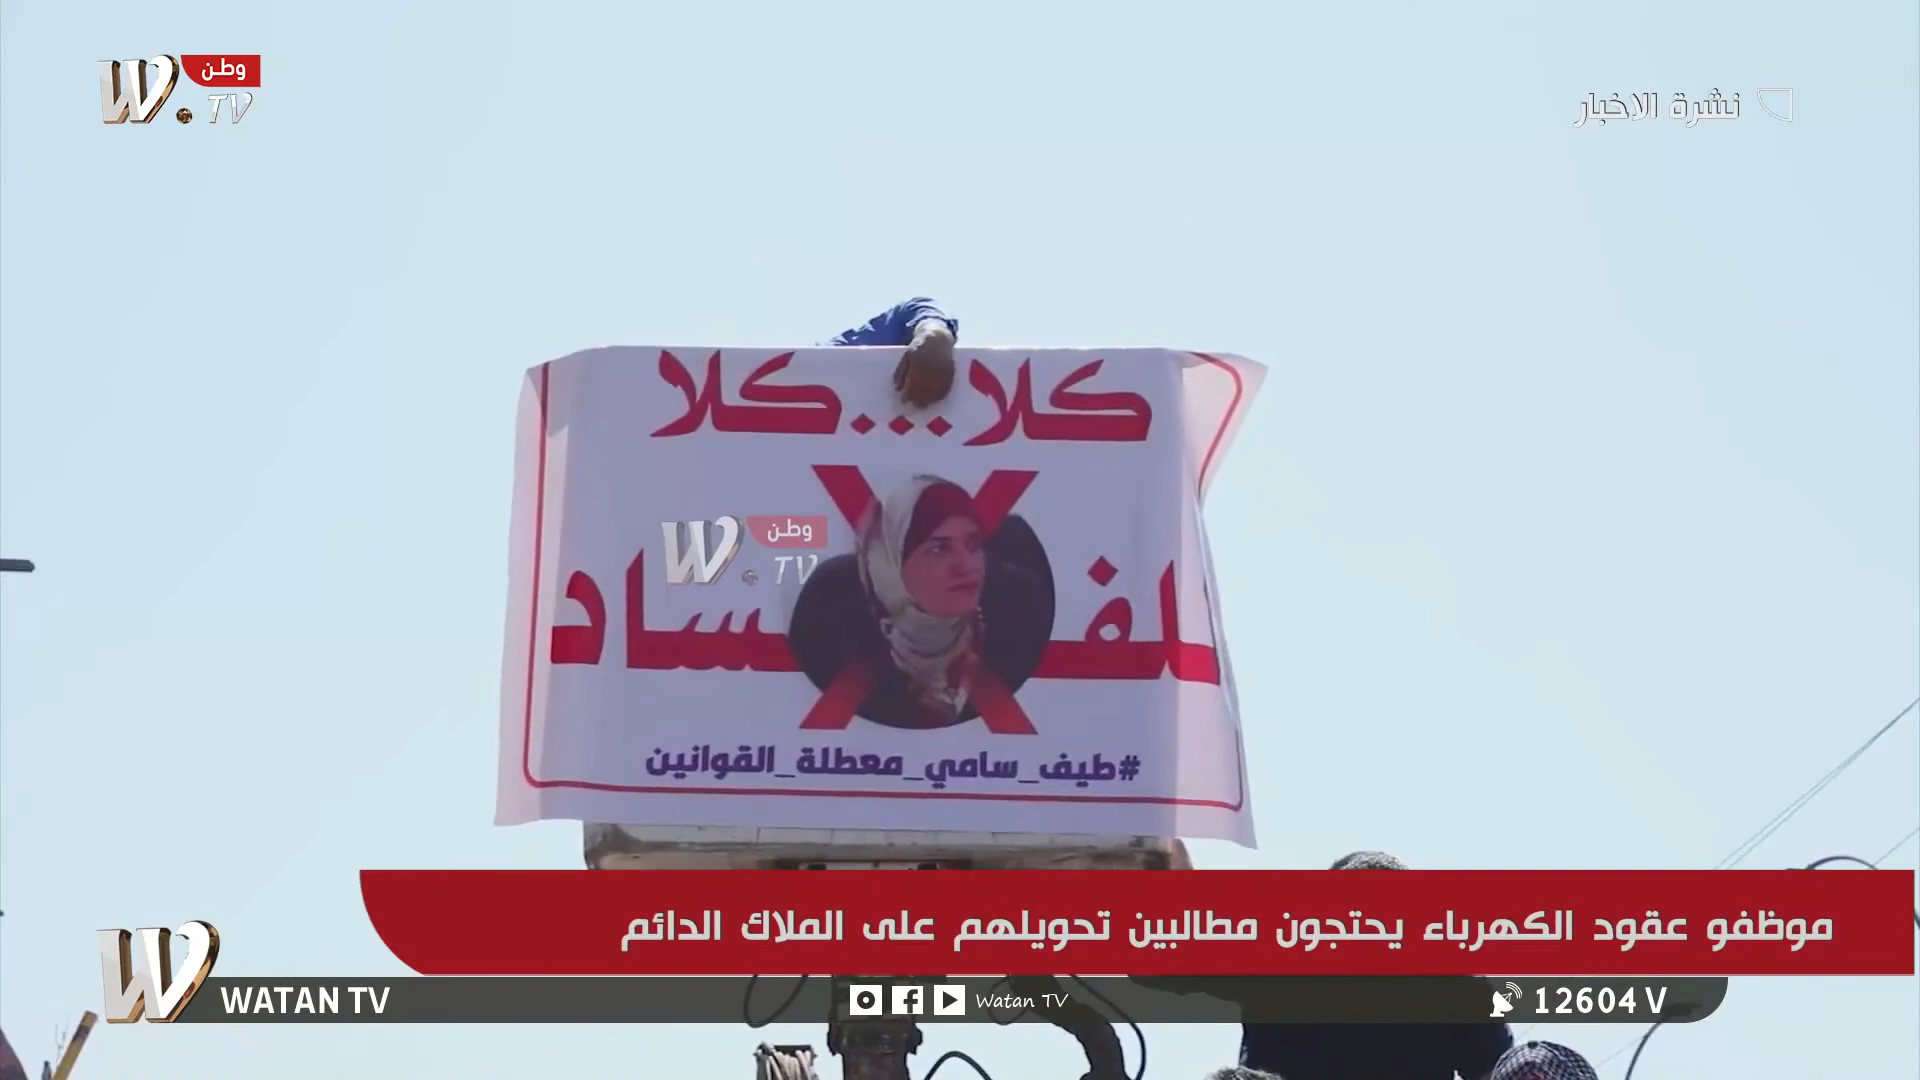 وطن
W. TV
نشرة الاخبار
كلا...كلا
وطن
W. TV
للفساد
#طيف_سامي_معطلة_القوانين
موظفو عقود الكهرباء يحتجون مطالبين تحويلهم على الملاك الدائم
W WATAN TV
Watan TV
12604 V